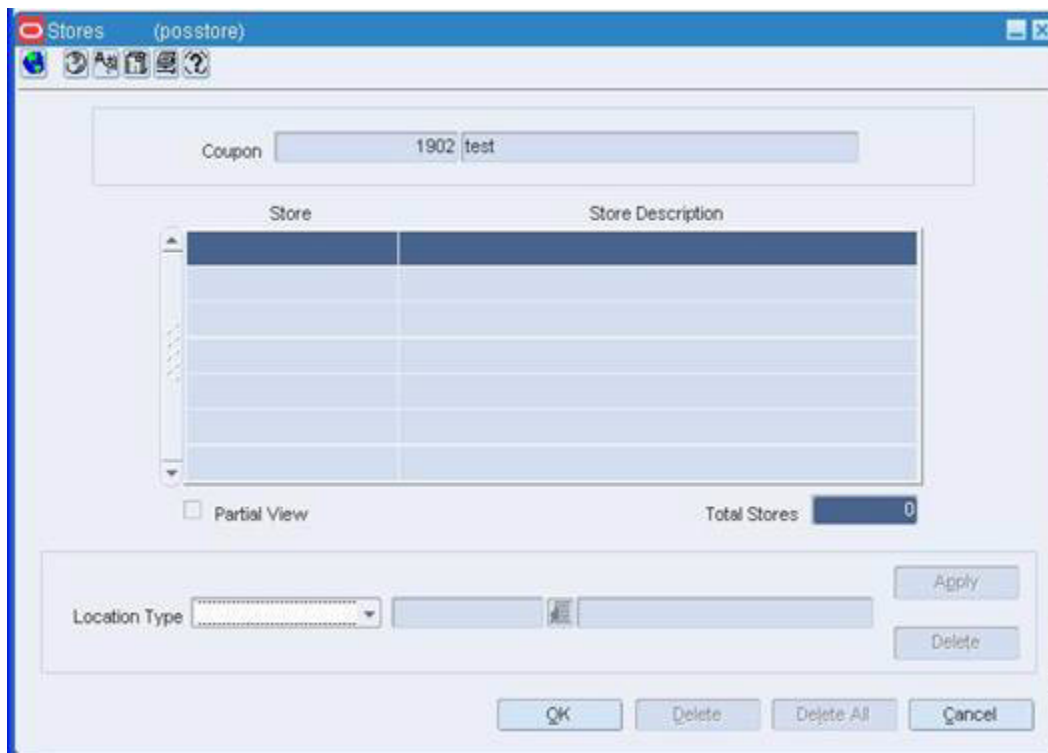 Stores (posstore)
Coupon 1902 test
Store Store Description
Partial View Total Stores 0
Apply
Location Type
Delete
OK Delete Delete All Cancel